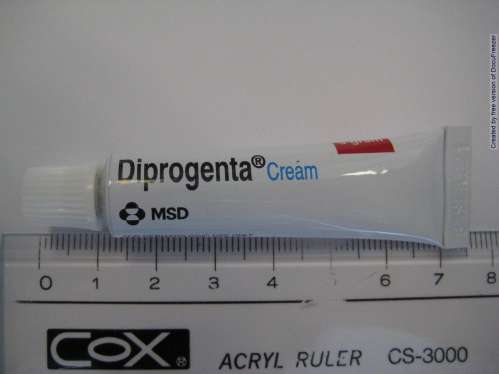 Diprogenta® Creám
MSD
0 1 2 3 4 5 6 7 8
COX®
ACRYL RULER CS-3000
Created by free version of DocuFreezer